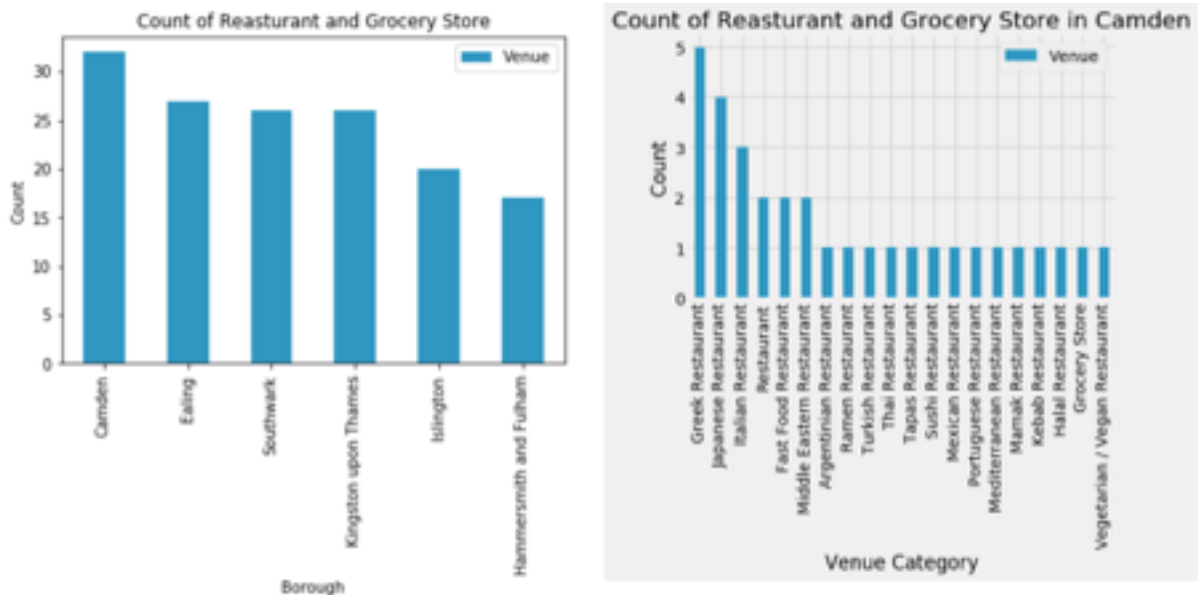 Count of Reasturant and Grocery Store
Venue
Count
30
25
20
15
10
5
0
Camden
Ealing
Southwark
Kingston upon Thames
Islington
Hammersmith and Fulham
Borough
Count of Reasturant and Grocery Store in Camden
Venue
Count
5
4
3
2
1
0
Greek Restaurant
Japanese Restaurant
Italian Restaurant
Restaurant
Fast Food Restaurant
Middle Eastern Restaurant
Argentinian Restaurant
Ramen Restaurant
Turkish Restaurant
Thai Restaurant
Tapas Restaurant
Sushi Restaurant
Mexican Restaurant
Portuguese Restaurant
Mediterranean Restaurant
Mamak Restaurant
Kebab Restaurant
Halal Restaurant
Grocery Store
Vegetarian / Vegan Restaurant
Venue Category